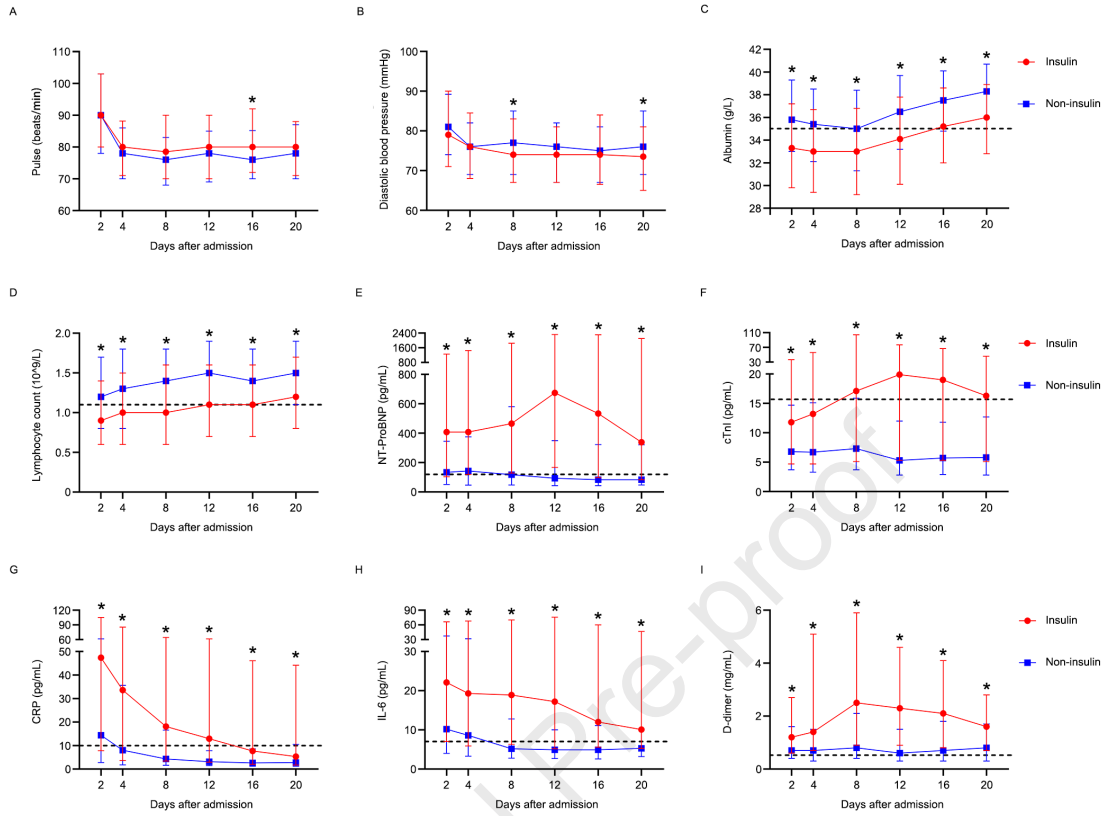 A
Pulse (beats/min)
110
100
90
80
70
60
*
2 4 8 12 16 20
Days after admission
B
Diastolic blood pressure (mmHg)
100
90
80
70
60
* *
2 4 8 12 16 20
Days after admission
C
Albumin (g/L)
42
40
38
36
34
32
30
28
* * * * * *
2 4 8 12 16 20
Days after admission
Insulin
Non-insulin
D
Lymphocyte count (10^9/L)
2.0
1.5
1.0
0.5
0
* * * * * *
2 4 8 12 16 20
Days after admission
E
NT-ProBNP (pg/mL)
2400
1600
800
800
600
400
200
0
* * * * * *
2 4 8 12 16 20
Days after admission
F
cTnI (pg/mL)
110
70
30
20
15
10
5
0
* * * * * *
2 4 8 12 16 20
Days after admission
Insulin
Non-insulin
G
CRP (pg/mL)
120
90
60
30
50
40
30
20
10
0
* * * * * *
2 4 8 12 16 20
Days after admission
H
IL-6 (pg/mL)
90
60
30
30
20
10
0
* * * * * *
2 4 8 12 16 20
Days after admission
I
D-dimer (mg/mL)
6
4
2
0
* * * * * *
2 4 8 12 16 20
Days after admission
Insulin
Non-insulin
l Pre-proof